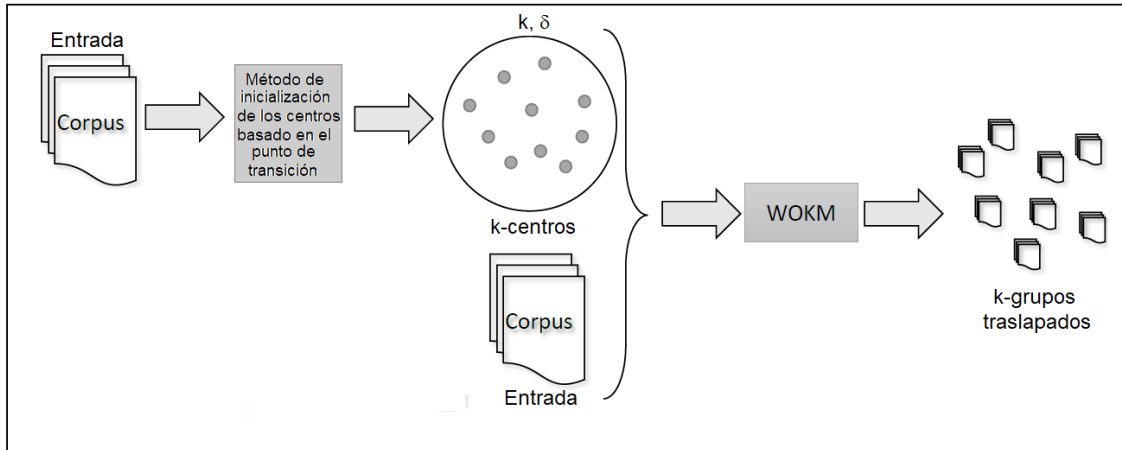 Entrada
Corpus
Método de
inicialización
de los centros
basado en el
punto de
transición
k, δ
k-centros
Corpus
Entrada
WOKM
k-grupos
traslapados